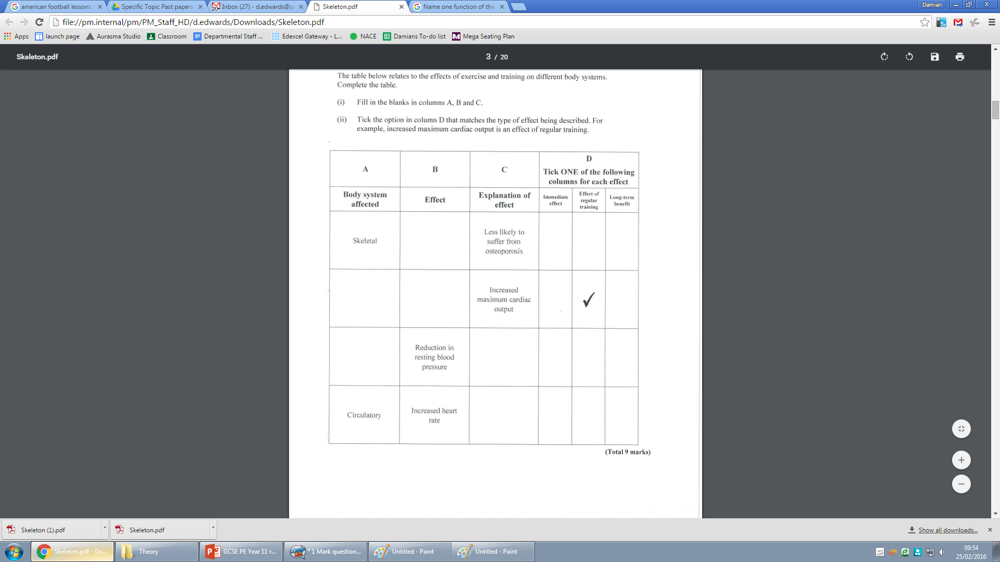 american football lessons
Specific Topic Past papers
20+
Inbox (27) - d.edwards@p
Skeleton.pdf
Name one function of the
Damian
file://pm.internal/pm/PM_Staff_HD/d.edwards/Downloads/Skeleton.pdf
Apps
launch page
Aurasma Studio
Classroom
Departmental Staff ...
Edexcel Gateway - L...
NACE
Damians To-do list
Mega Seating Plan
Skeleton.pdf
3 / 20
The table below relates to the effects of exercise and training on different body systems.
Complete the table.
(i) Fill in the blanks in columns A, B and C.
(ii) Tick the option in column D that matches the type of effect being described. For
example, increased maximum cardiac output is an effect of regular training.
A
B
C
D
Tick ONE of the following
columns for each effect
Body system
affected
Effect
Explanation of
effect
Immediate
effect
Effect of
regular
training
Long-term
benefit
Skeletal
Less likely to
suffer from
osteoporosis
Increased
maximum cardiac
output
✓
Reduction in
resting blood
pressure
Circulatory
Increased heart
rate
(Total 9 marks)
Skeleton (1).pdf
Skeleton.pdf
Show all downloads...
Skeleton.pdf - Go...
Theory
GCSE PE Year 11 r...
*1 Mark question...
Untitled - Paint
Untitled - Paint
09:54
25/02/2016